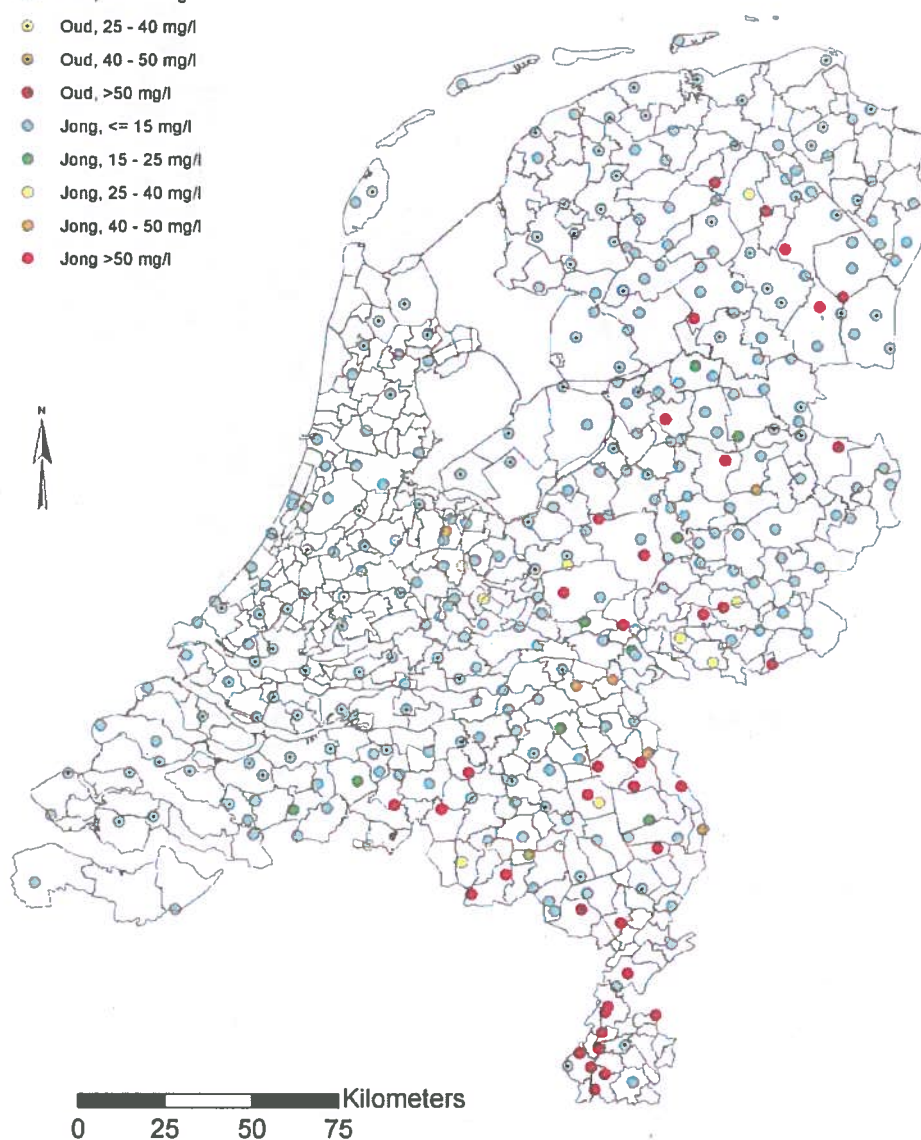 Oud, 25 - 40 mg/l
Oud, 40 - 50 mg/l
Oud, >50 mg/l
Jong, <= 15 mg/l
Jong, 15 - 25 mg/l
Jong, 25 - 40 mg/l
Jong, 40 - 50 mg/l
Jong >50 mg/l
N
Kilometers
0 25 50 75